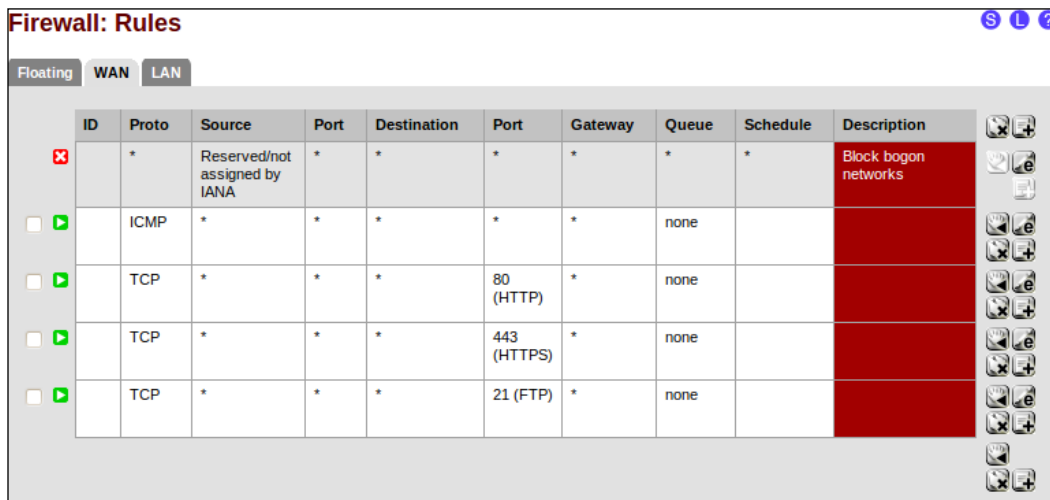 Firewall: Rules
S L ?
Floating WAN LAN
ID Proto Source Port Destination Port Gateway Queue Schedule Description
* Reserved/not * * * * * * Block bogon
assigned by networks
IANA
ICMP * * * * * none
TCP * * * 80 * none
(HTTP)
TCP * * * 443 * none
(HTTPS)
TCP * * * 21 (FTP) * none